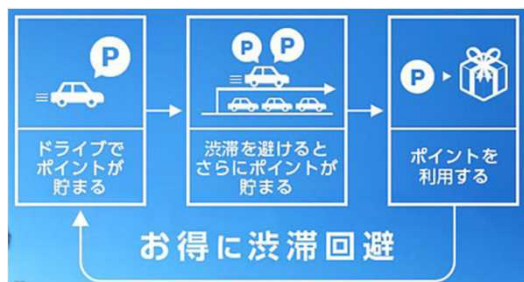 P
ドライブで
ポイントが
貯まる
P P
渋滞を避けると
さらにポイントが
貯まる
P
ポイントを
利用する
お得に渋滞回避